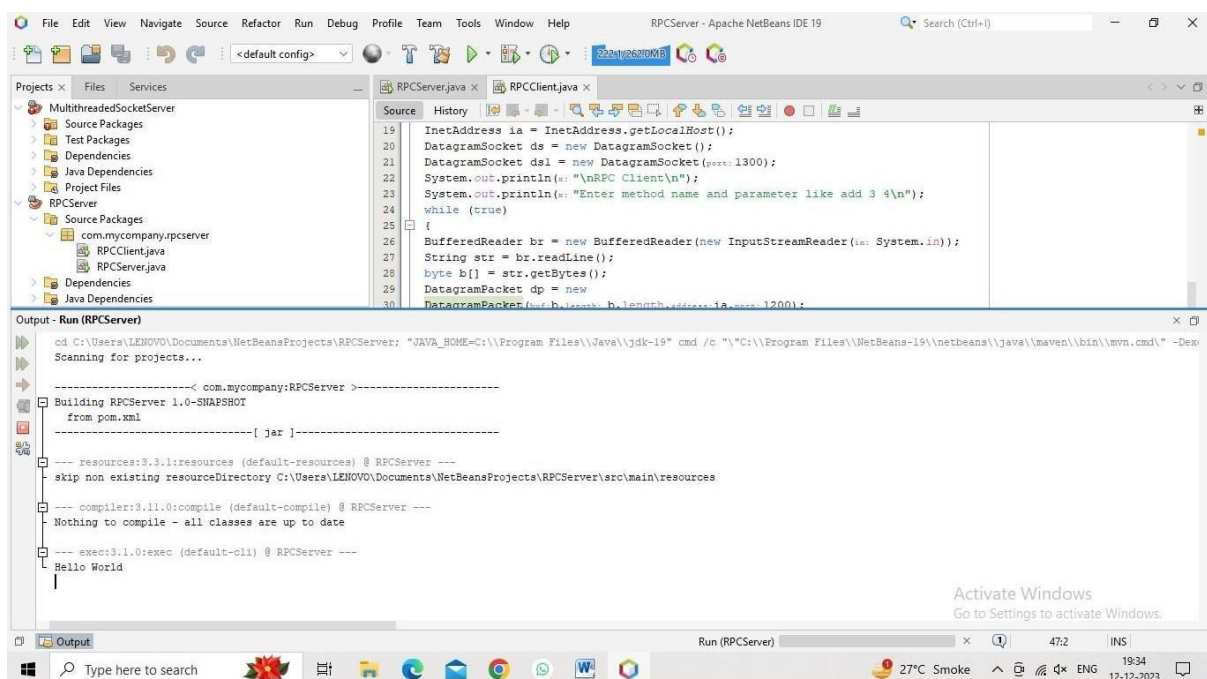 File Edit View Navigate Source Refactor Run Debug Profile Team Tools Window Help RPCServer - Apache NetBeans IDE 19 Search (Ctrl+I)
<default config> 222.1/262.0MB
Projects × Files Services
RPCServer.java × RPCClient.java ×
Source History
MultithreadedSocketServer
Source Packages
Test Packages
Dependencies
Java Dependencies
Project Files
RPCServer
Source Packages
com.mycompany.rpcserver
RPCClient.java
RPCServer.java
Dependencies
Java Dependencies
19 InetAddress ia = InetAddress.getLocalHost();
20 DatagramSocket ds = new DatagramSocket();
21 DatagramSocket ds1 = new DatagramSocket(port: 1300);
22 System.out.println(x: "\nRPC Client\n");
23 System.out.println(x: "Enter method name and parameter like add 3 4\n");
24 while (true)
25 {
26 BufferedReader br = new BufferedReader(new InputStreamReader(in: System.in));
27 String str = br.readLine();
28 byte b[] = str.getBytes();
29 DatagramPacket dp = new
30 DatagramPacket(buf: b, length: b.length, address: ia, port: 1200);
Output - Run (RPCServer)
cd C:\Users\LENOVO\Documents\NetBeansProjects\RPCServer; "JAVA_HOME=C:\\Program Files\\Java\\jdk-19" cmd /c "\"C:\\Program Files\\NetBeans-19\\netbeans\\java\\maven\\bin\\mvn.cmd\" -Dexe
Scanning for projects...
----------------------< com.mycompany:RPCServer >-----------------------
Building RPCServer 1.0-SNAPSHOT
from pom.xml
--------------------------------[ jar ]---------------------------------
--- resources:3.3.1:resources (default-resources) @ RPCServer ---
skip non existing resourceDirectory C:\Users\LENOVO\Documents\NetBeansProjects\RPCServer\src\main\resources
--- compiler:3.11.0:compile (default-compile) @ RPCServer ---
Nothing to compile - all classes are up to date
--- exec:3.1.0:exec (default-cli) @ RPCServer ---
Hello World
Activate Windows
Go to Settings to activate Windows.
Output Run (RPCServer) 1 47:2 INS
Type here to search 27°C Smoke ENG 19:34
12-12-2023